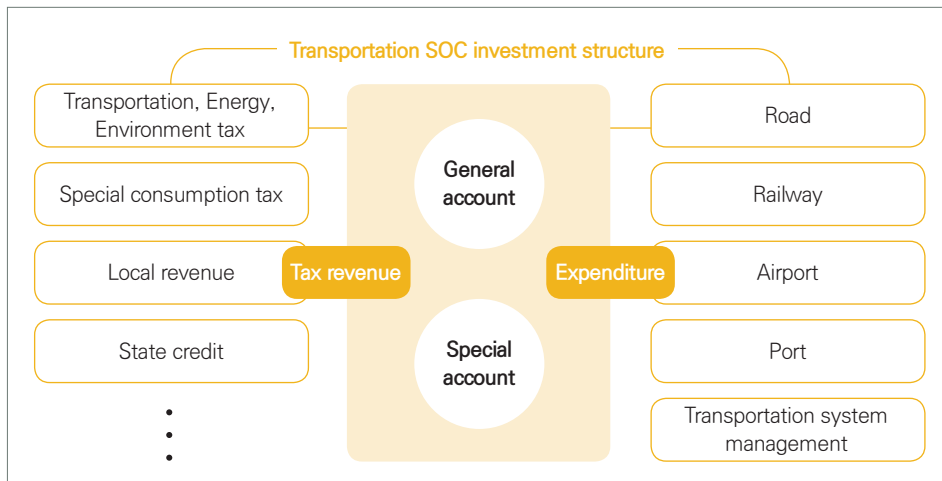 Transportation SOC investment structure
Transportation, Energy,
Environment tax
Special consumption tax
Local revenue
State credit
Tax revenue
General
account
Special
account
Expenditure
Road
Railway
Airport
Port
Transportation system
management